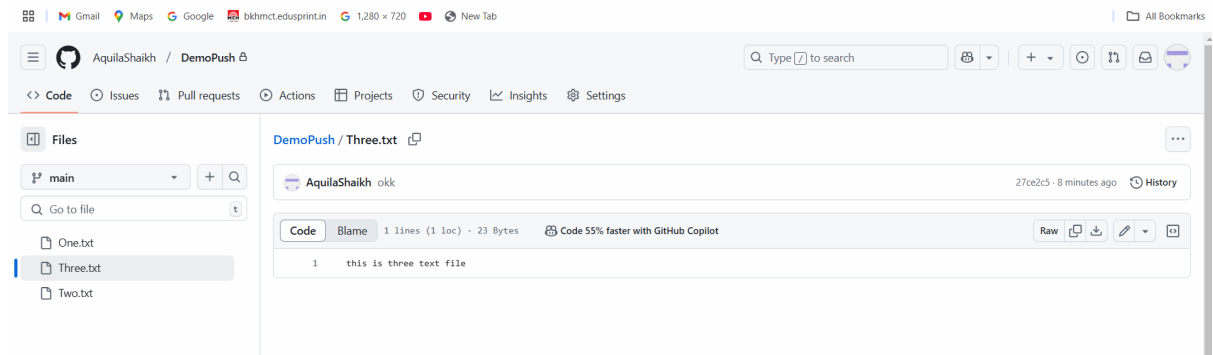 Gmail Maps Google bkhmct.edusprint.in 1,280 × 720 New Tab All Bookmarks
AquilaShaikh / DemoPush Type / to search
Code Issues Pull requests Actions Projects Security Insights Settings
Files DemoPush / Three.txt
main
AquilaShaikh okk 27ce2c5 · 8 minutes ago History
Go to file t
Code Blame 1 lines (1 loc) · 23 Bytes Code 55% faster with GitHub Copilot Raw
One.txt
1 this is three text file
Three.txt
Two.txt